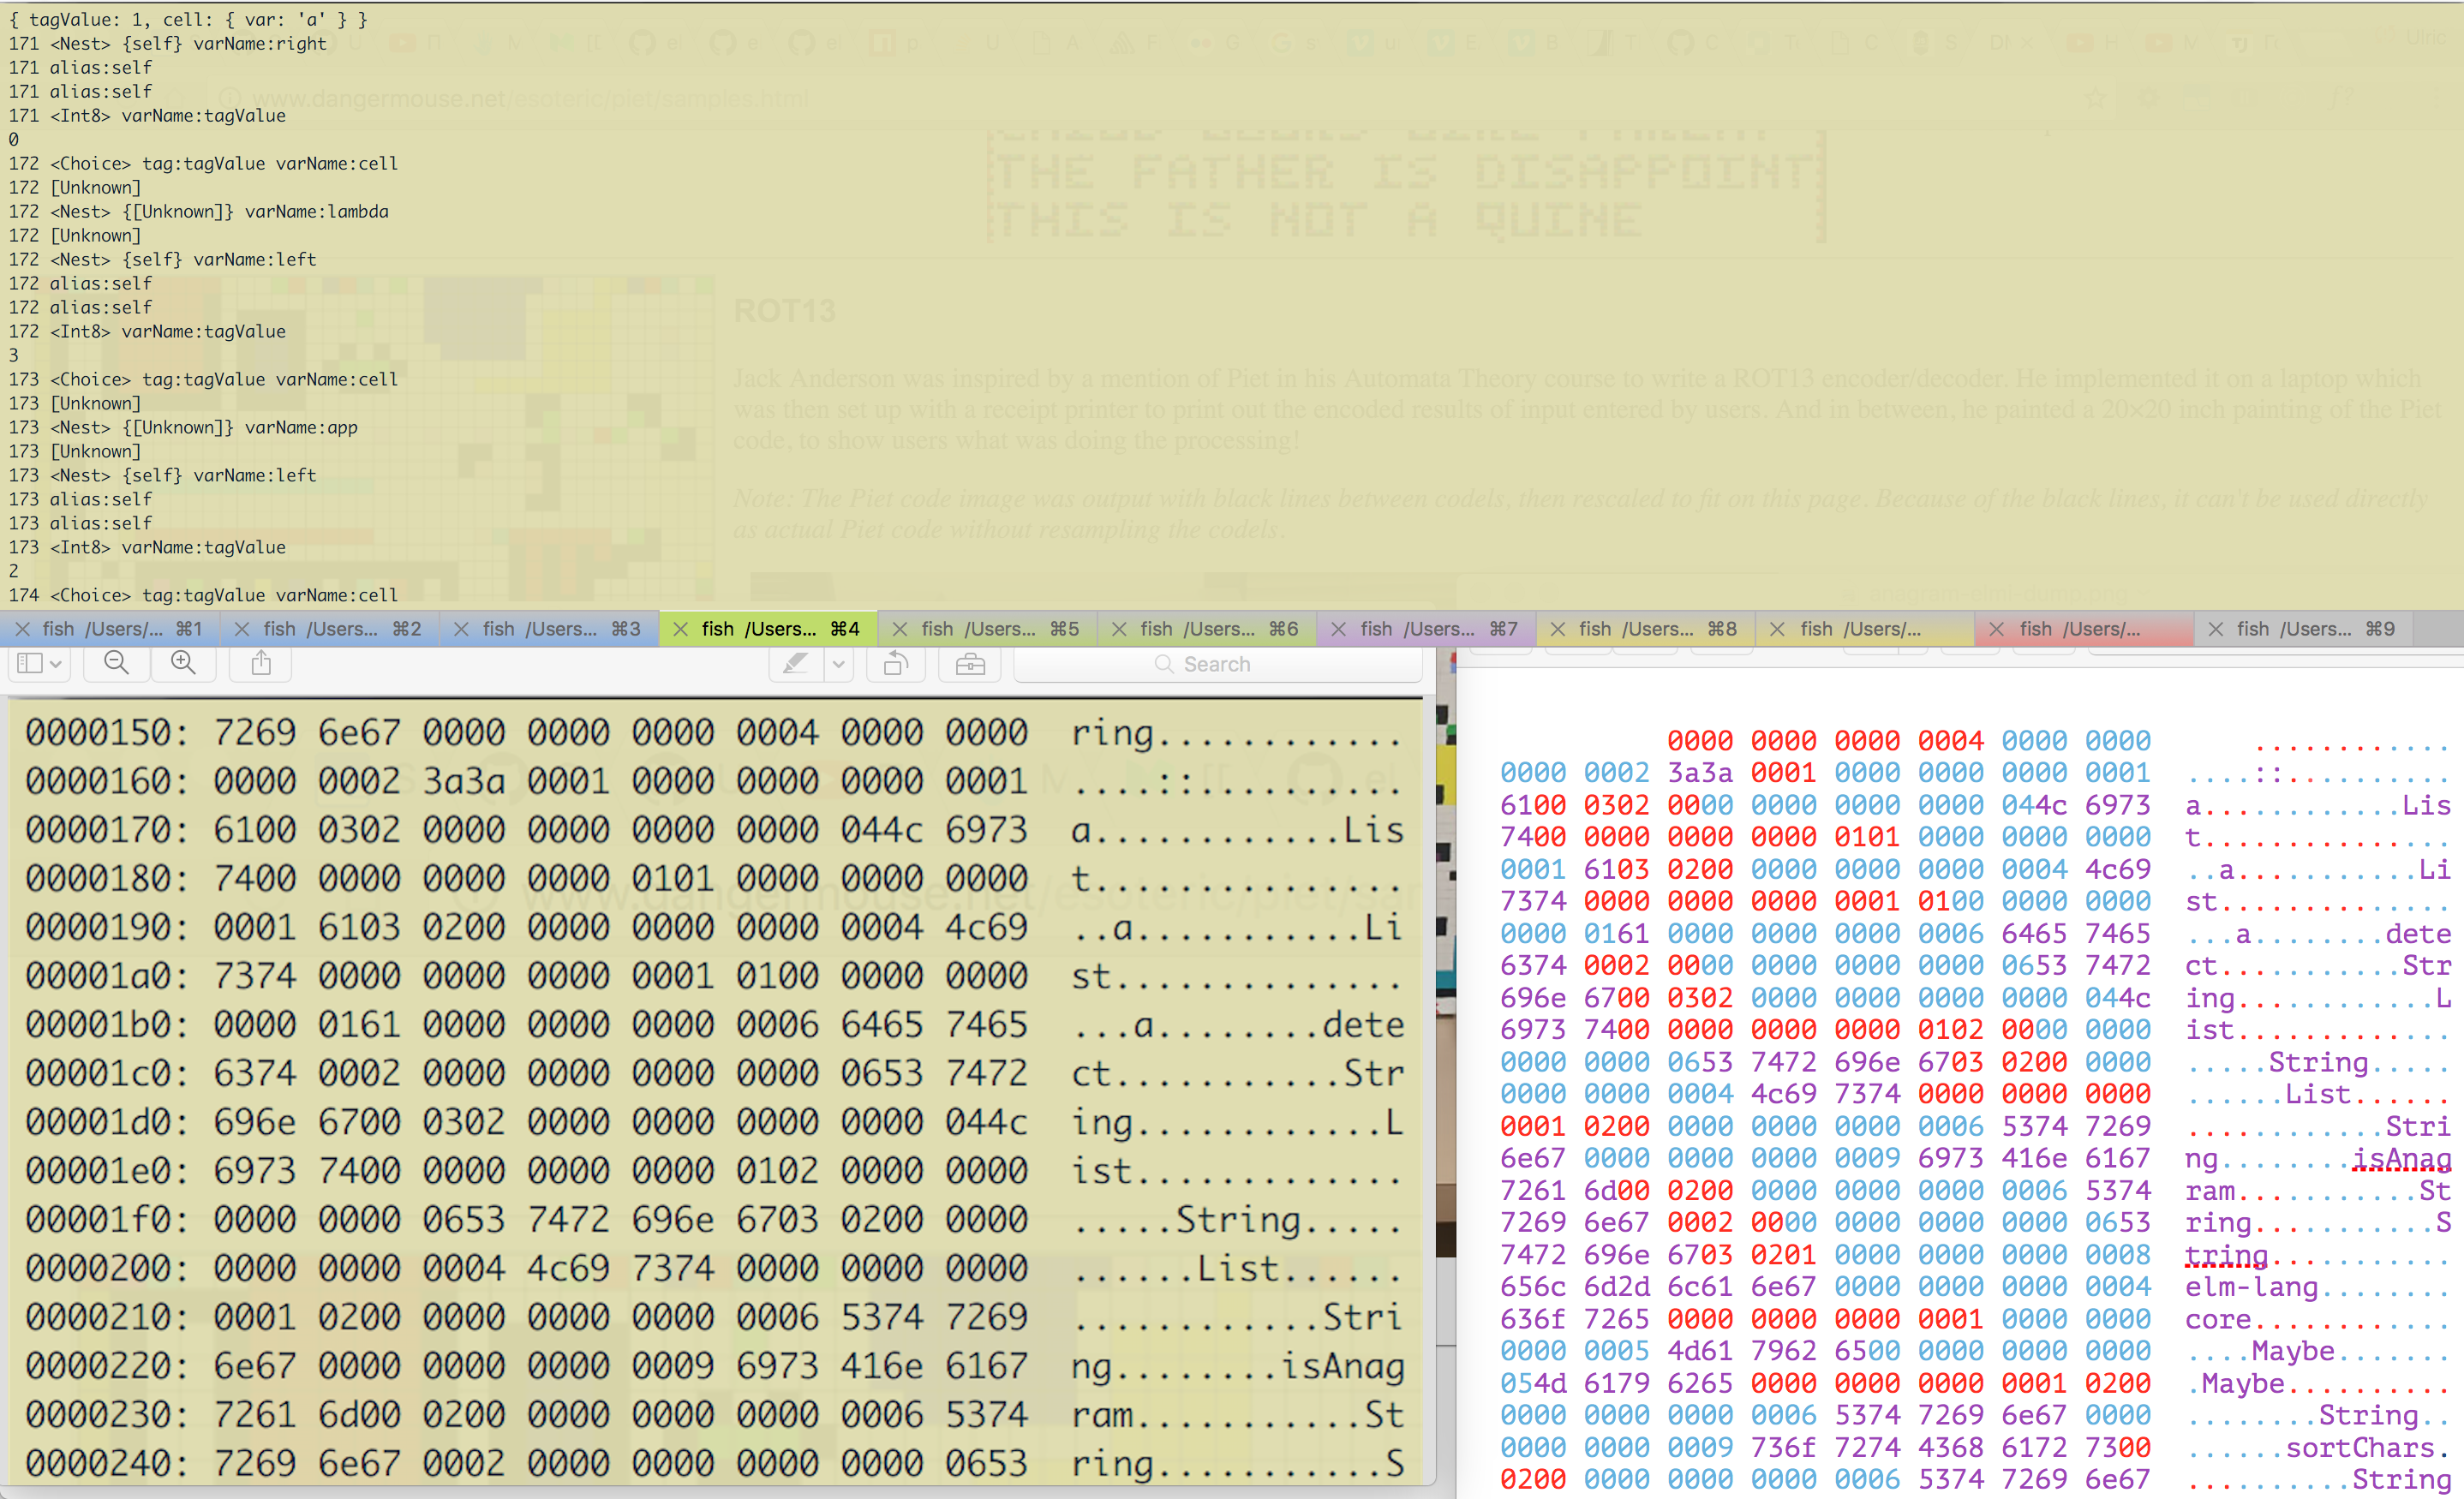 { tagValue: 1, cell: { var: 'a' } }
171 <Nest> {self} varName:right
171 alias:self
171 alias:self
171 <Int8> varName:tagValue
0
172 <Choice> tag:tagValue varName:cell
172 [Unknown]
172 <Nest> {[Unknown]} varName:lambda
172 [Unknown]
172 <Nest> {self} varName:left
172 alias:self
172 alias:self
172 <Int8> varName:tagValue
3
173 <Choice> tag:tagValue varName:cell
173 [Unknown]
173 <Nest> {[Unknown]} varName:app
173 [Unknown]
173 <Nest> {self} varName:left
173 alias:self
173 alias:self
173 <Int8> varName:tagValue
2
174 <Choice> tag:tagValue varName:cell
www.dangermouse.net/esoteric/piet/samples.html
THE FATHER IS DISAPPOINT
THIS IS NOT A QUINE
ROT13
Jack Anderson was inspired by a mention of Piet in his Automata Theory course to write a ROT13 encoder/decoder. He implemented it on a laptop which
was then set up with a receipt printer to print out the encoded results of input entered by users. And in between, he painted a 20×20 inch painting of the Piet
code, to show users what was doing the processing!
Note: The Piet code image was output with black lines between codels, then rescaled to fit on this page. Because of the black lines, it can't be used directly
as actual Piet code without resampling the codels.
fish /Users/... ⌘1 fish /Users... ⌘2 fish /Users... ⌘3 fish /Users... ⌘4 fish /Users... ⌘5 fish /Users... ⌘6 fish /Users... ⌘7 fish /Users... ⌘8 fish /Users/... fish /Users/... fish /Users... ⌘9
Search
0000150: 7269 6e67 0000 0000 0000 0004 0000 0000 ring............
0000160: 0000 0002 3a3a 0001 0000 0000 0000 0001 ....::..........
0000170: 6100 0302 0000 0000 0000 0000 044c 6973 a............Lis
0000180: 7400 0000 0000 0000 0101 0000 0000 0000 t...............
0000190: 0001 6103 0200 0000 0000 0000 0004 4c69 ..a...........Li
00001a0: 7374 0000 0000 0000 0001 0100 0000 0000 st..............
00001b0: 0000 0161 0000 0000 0000 0006 6465 7465 ...a........dete
00001c0: 6374 0002 0000 0000 0000 0000 0653 7472 ct...........Str
00001d0: 696e 6700 0302 0000 0000 0000 0000 044c ing............L
00001e0: 6973 7400 0000 0000 0000 0102 0000 0000 ist.............
00001f0: 0000 0000 0653 7472 696e 6703 0200 0000 .....String.....
0000200: 0000 0000 0004 4c69 7374 0000 0000 0000 ......List......
0000210: 0001 0200 0000 0000 0000 0006 5374 7269 ............Stri
0000220: 6e67 0000 0000 0000 0009 6973 416e 6167 ng........isAnag
0000230: 7261 6d00 0200 0000 0000 0000 0006 5374 ram...........St
0000240: 7269 6e67 0002 0000 0000 0000 0000 0653 ring...........S
0000 0000 0000 0004 0000 0000 ............
0000 0002 3a3a 0001 0000 0000 0000 0001 ....::..........
6100 0302 0000 0000 0000 0000 044c 6973 a............Lis
7400 0000 0000 0000 0101 0000 0000 0000 t...............
0001 6103 0200 0000 0000 0000 0004 4c69 ..a...........Li
7374 0000 0000 0000 0001 0100 0000 0000 st..............
0000 0161 0000 0000 0000 0006 6465 7465 ...a........dete
6374 0002 0000 0000 0000 0000 0653 7472 ct...........Str
696e 6700 0302 0000 0000 0000 0000 044c ing............L
6973 7400 0000 0000 0000 0102 0000 0000 ist.............
0000 0000 0653 7472 696e 6703 0200 0000 .....String.....
0000 0000 0004 4c69 7374 0000 0000 0000 ......List......
0001 0200 0000 0000 0000 0006 5374 7269 ............Stri
6e67 0000 0000 0000 0009 6973 416e 6167 ng........isAnag
7261 6d00 0200 0000 0000 0000 0006 5374 ram...........St
7269 6e67 0002 0000 0000 0000 0000 0653 ring...........S
7472 696e 6703 0201 0000 0000 0000 0008 tring...........
656c 6d2d 6c61 6e67 0000 0000 0000 0004 elm-lang........
636f 7265 0000 0000 0000 0001 0000 0000 core............
0000 0005 4d61 7962 6500 0000 0000 0000 ....Maybe.......
054d 6179 6265 0000 0000 0000 0001 0200 .Maybe..........
0000 0000 0000 0006 5374 7269 6e67 0000 ........String..
0000 0000 0009 736f 7274 4368 6172 7300 ......sortChars.
0200 0000 0000 0000 0006 5374 7269 6e67 ..........String